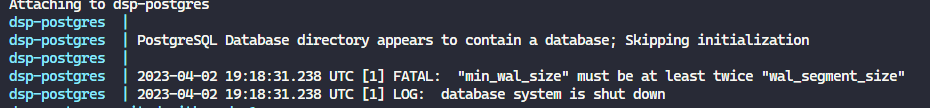 Attaching to dsp-postgres
dsp-postgres |
dsp-postgres | PostgreSQL Database directory appears to contain a database; Skipping initialization
dsp-postgres |
dsp-postgres | 2023-04-02 19:18:31.238 UTC [1] FATAL:  "min_wal_size" must be at least twice "wal_segment_size"
dsp-postgres | 2023-04-02 19:18:31.238 UTC [1] LOG:  database system is shut down